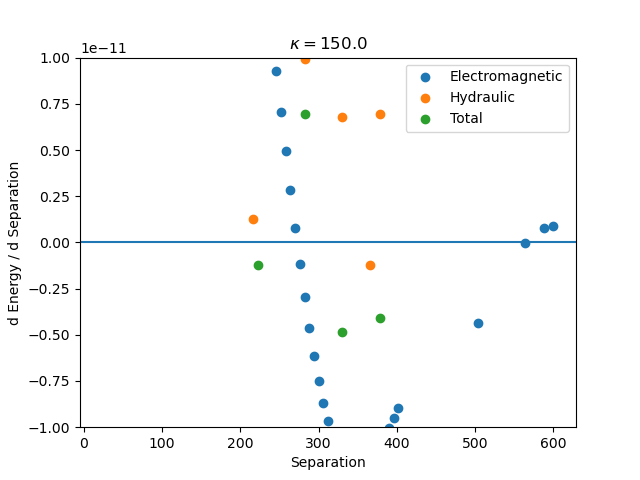 κ = 150.0
1e−11
1.00
0.75
0.50
0.25
0.00
−0.25
−0.50
−0.75
−1.00
d Energy / d Separation
Electromagnetic
Hydraulic
Total
0
100
200
300
400
500
600
Separation